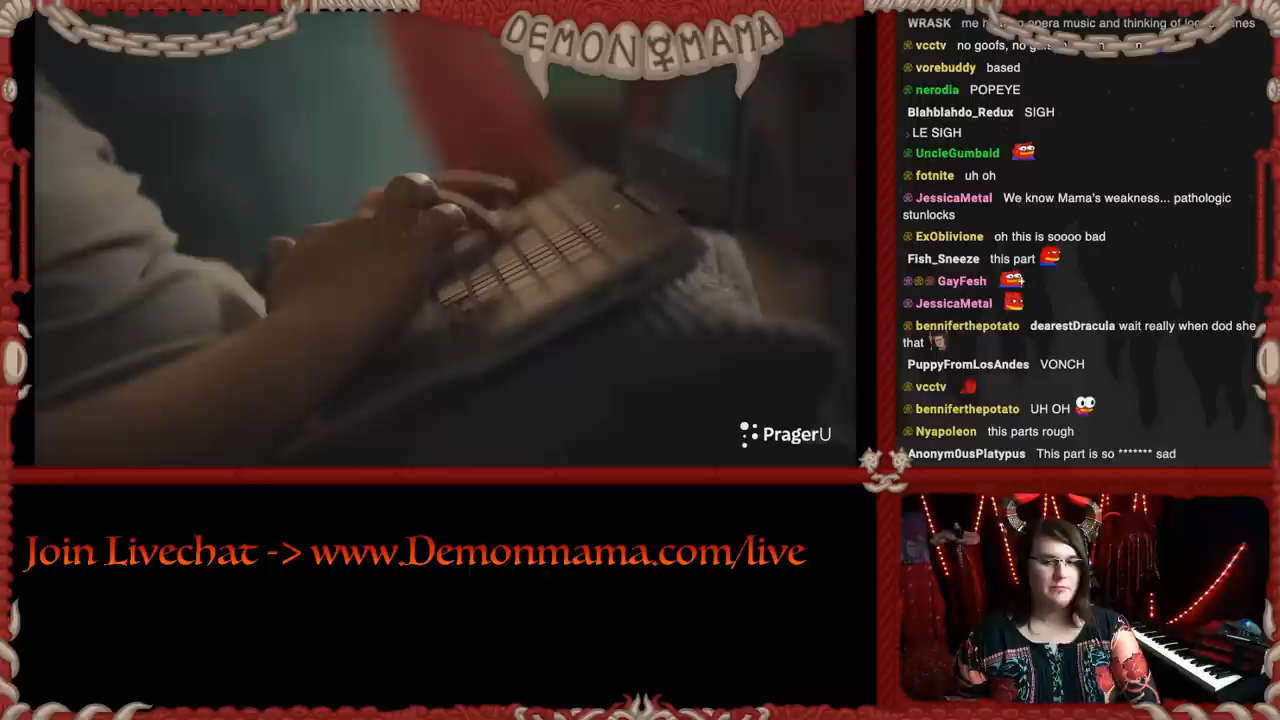 DEMON MAMA
WRASK me
opera music and thinking of
vcctv no goofs, no
vorebuddy based
nerodia POPEYE
Blahblahdo_Redux SIGH
LE SIGH
UncleGumbald
fotnite uh oh
JessicaMetal We know Mama's weakness... pathologic
stunlocks
ExOblivione oh this is soooo bad
Fish_Sneeze this part
GayFesh
JessicaMetal
benniferthepotato dearestDracula wait really when dod she
that
PuppyFromLosAndes VONCH
vcctv
benniferthepotato UH OH
Nyapoleon this parts rough
Anonym0usPlatypus This part is so ******* sad
PragerU
Join Livechat -> www.Demonmama.com/live